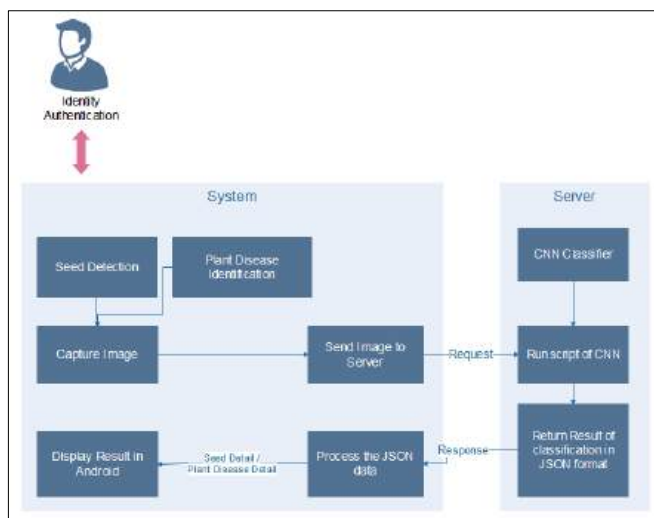 Identity
Authentication
System
Server
Seed Detection
Plant Disease
Identification
CNN Classifier
Capture Image
Send Image to
Server
Request
Run script of CNN
Display Result in
Android
Seed Detail /
Plant Disease Detail
Process the JSON
data
Response
Return Result of
classification in
JSON format